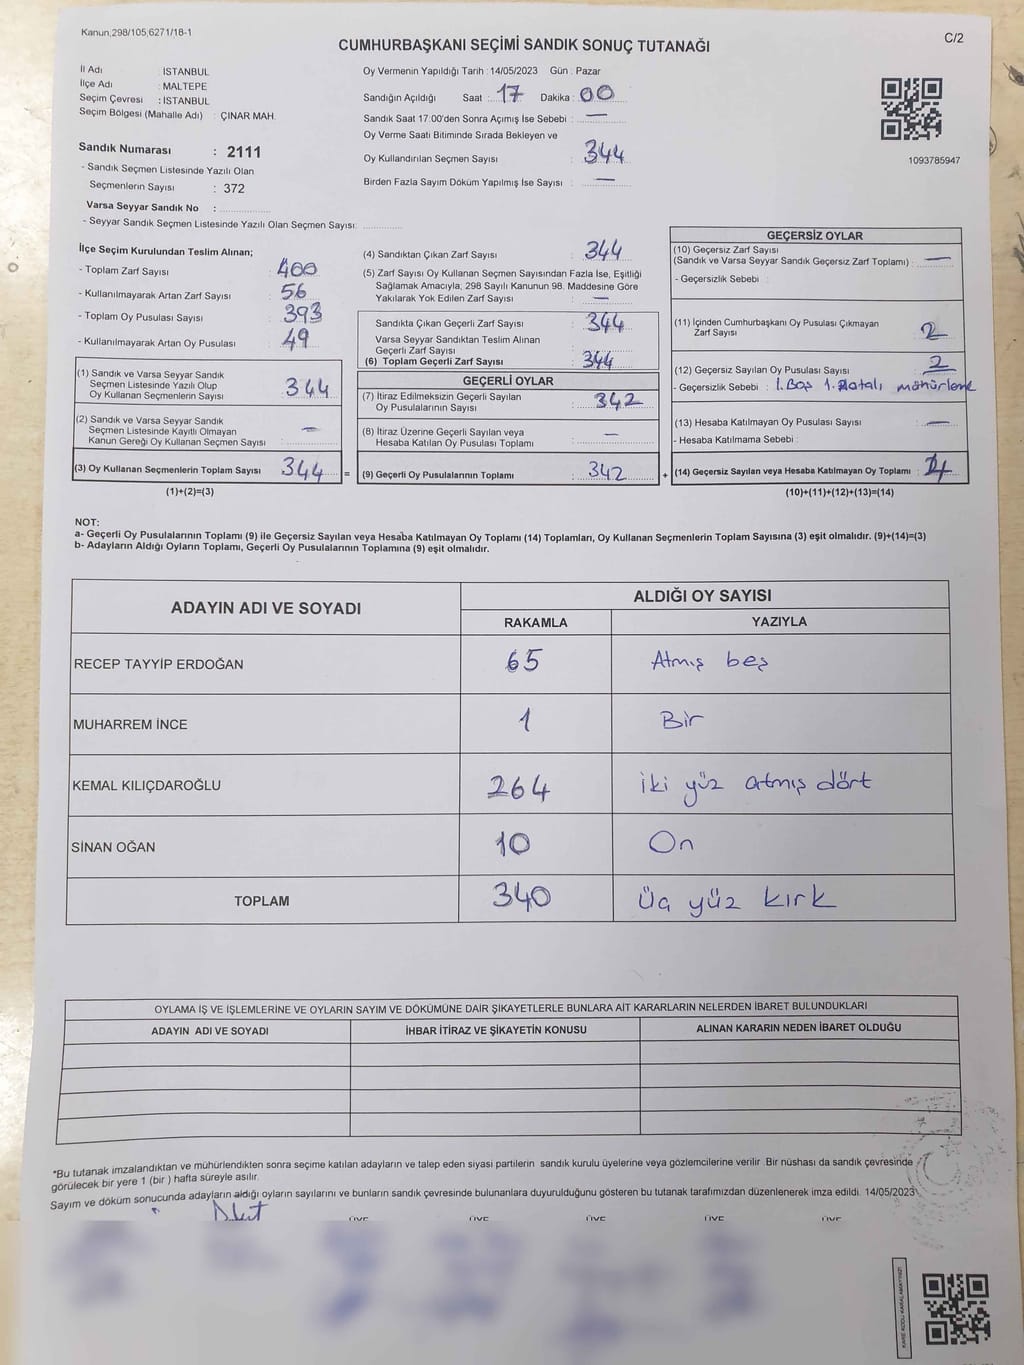 Kanun,298/105,6271/18-1
C/2
CUMHURBAŞKANI SEÇİMİ SANDIK SONUÇ TUTANAĞI
İl Adı : İSTANBUL
İlçe Adı : MALTEPE
Seçim Çevresi : İSTANBUL
Seçim Bölgesi (Mahalle Adı) : ÇINAR MAH.
Sandık Numarası : 2111
- Sandık Seçmen Listesinde Yazılı Olan
Seçmenlerin Sayısı : 372
Varsa Seyyar Sandık No :
- Seyyar Sandık Seçmen Listesinde Yazılı Olan Seçmen Sayısı:
Oy Vermenin Yapıldığı Tarih : 14/05/2023 Gün : Pazar
Sandığın Açıldığı Saat : 17 Dakika : 00
Sandık Saat 17:00'den Sonra Açımış İse Sebebi : —
Oy Verme Saati Bitiminde Sırada Bekleyen ve
Oy Kullandırılan Seçmen Sayısı : 344
Birden Fazla Sayım Döküm Yapılmış İse Sayısı : —
1093785947
İlçe Seçim Kurulundan Teslim Alınan;
- Toplam Zarf Sayısı : 400
- Kullanılmayarak Artan Zarf Sayısı : 56
- Toplam Oy Pusulası Sayısı : 393
- Kullanılmayarak Artan Oy Pusulası : 49
(1) Sandık ve Varsa Seyyar Sandık
Seçmen Listesinde Yazılı Olup
Oy Kullanan Seçmenlerin Sayısı : 344
(2) Sandık ve Varsa Seyyar Sandık
Seçmen Listesinde Kayıtlı Olmayan
Kanun Gereği Oy Kullanan Seçmen Sayısı : —
(3) Oy Kullanan Seçmenlerin Toplam Sayısı : 344 =
(1)+(2)=(3)
(4) Sandıktan Çıkan Zarf Sayısı : 344
(5) Zarf Sayısı Oy Kullanan Seçmen Sayısından Fazla İse, Eşitliği
Sağlamak Amacıyla, 298 Sayılı Kanunun 98. Maddesine Göre
Yakılarak Yok Edilen Zarf Sayısı : —
Sandıkta Çıkan Geçerli Zarf Sayısı : 344
Varsa Seyyar Sandıktan Teslim Alınan
Geçerli Zarf Sayısı :
(6) Toplam Geçerli Zarf Sayısı : 344
GEÇERLİ OYLAR
(7) İtiraz Edilmeksizin Geçerli Sayılan
Oy Pusulalarının Sayısı : 342
(8) İtiraz Üzerine Geçerli Sayılan veya
Hesaba Katılan Oy Pusulası Toplamı : —
(9) Geçerli Oy Pusulalarının Toplamı : 342 +
GEÇERSİZ OYLAR
(10) Geçersiz Zarf Sayısı
(Sandık ve Varsa Seyyar Sandık Geçersiz Zarf Toplamı) : —
- Geçersizlik Sebebi :
(11) İçinden Cumhurbaşkanı Oy Pusulası Çıkmayan
Zarf Sayısı : 2
(12) Geçersiz Sayılan Oy Pusulası Sayısı : 2
- Geçersizlik Sebebi : 1.Boş 1. Hatalı mühürleme
(13) Hesaba Katılmayan Oy Pusulası Sayısı : —
- Hesaba Katılmama Sebebi :
(14) Geçersiz Sayılan veya Hesaba Katılmayan Oy Toplamı :
(10)+(11)+(12)+(13)=(14)
NOT:
a- Geçerli Oy Pusulalarının Toplamı (9) ile Geçersiz Sayılan veya Hesaba Katılmayan Oy Toplamı (14) Toplamları, Oy Kullanan Seçmenlerin Toplam Sayısına (3) eşit olmalıdır. (9)+(14)=(3)
b- Adayların Aldığı Oyların Toplamı, Geçerli Oy Pusulalarının Toplamına (9) eşit olmalıdır.
ADAYIN ADI VE SOYADI
ALDIĞI OY SAYISI
RAKAMLA YAZIYLA
RECEP TAYYİP ERDOĞAN 65 Atmış beş
MUHARREM İNCE 1 Bir
KEMAL KILIÇDAROĞLU 264 iki yüz atmış dört
SİNAN OĞAN 10 On
TOPLAM 340 Üç yüz kırk
OYLAMA İŞ VE İŞLEMLERİNE VE OYLARIN SAYIM VE DÖKÜMÜNE DAİR ŞİKAYETLERLE BUNLARA AİT KARARLARIN NELERDEN İBARET BULUNDUKLARI
ADAYIN ADI VE SOYADI İHBAR İTİRAZ VE ŞİKAYETİN KONUSU ALINAN KARARIN NEDEN İBARET OLDUĞU
*Bu tutanak imzalandıktan ve mühürlendikten sonra seçime katılan adayların ve talep eden siyasi partilerin sandık kurulu üyelerine veya gözlemcilerine verilir. Bir nüshası da sandık çevresinde
görülecek bir yere 1 (bir ) hafta süreyle asılır.
Sayım ve döküm sonucunda adayların aldığı oyların sayılarını ve bunların sandık çevresinde bulunanlara duyurulduğunu gösteren bu tutanak tarafımızdan düzenlenerek imza edildi. 14/05/2023
ÜYE ÜYE ÜYE ÜYE ÜYE
KARE KODU KARALAMAYINIZ!